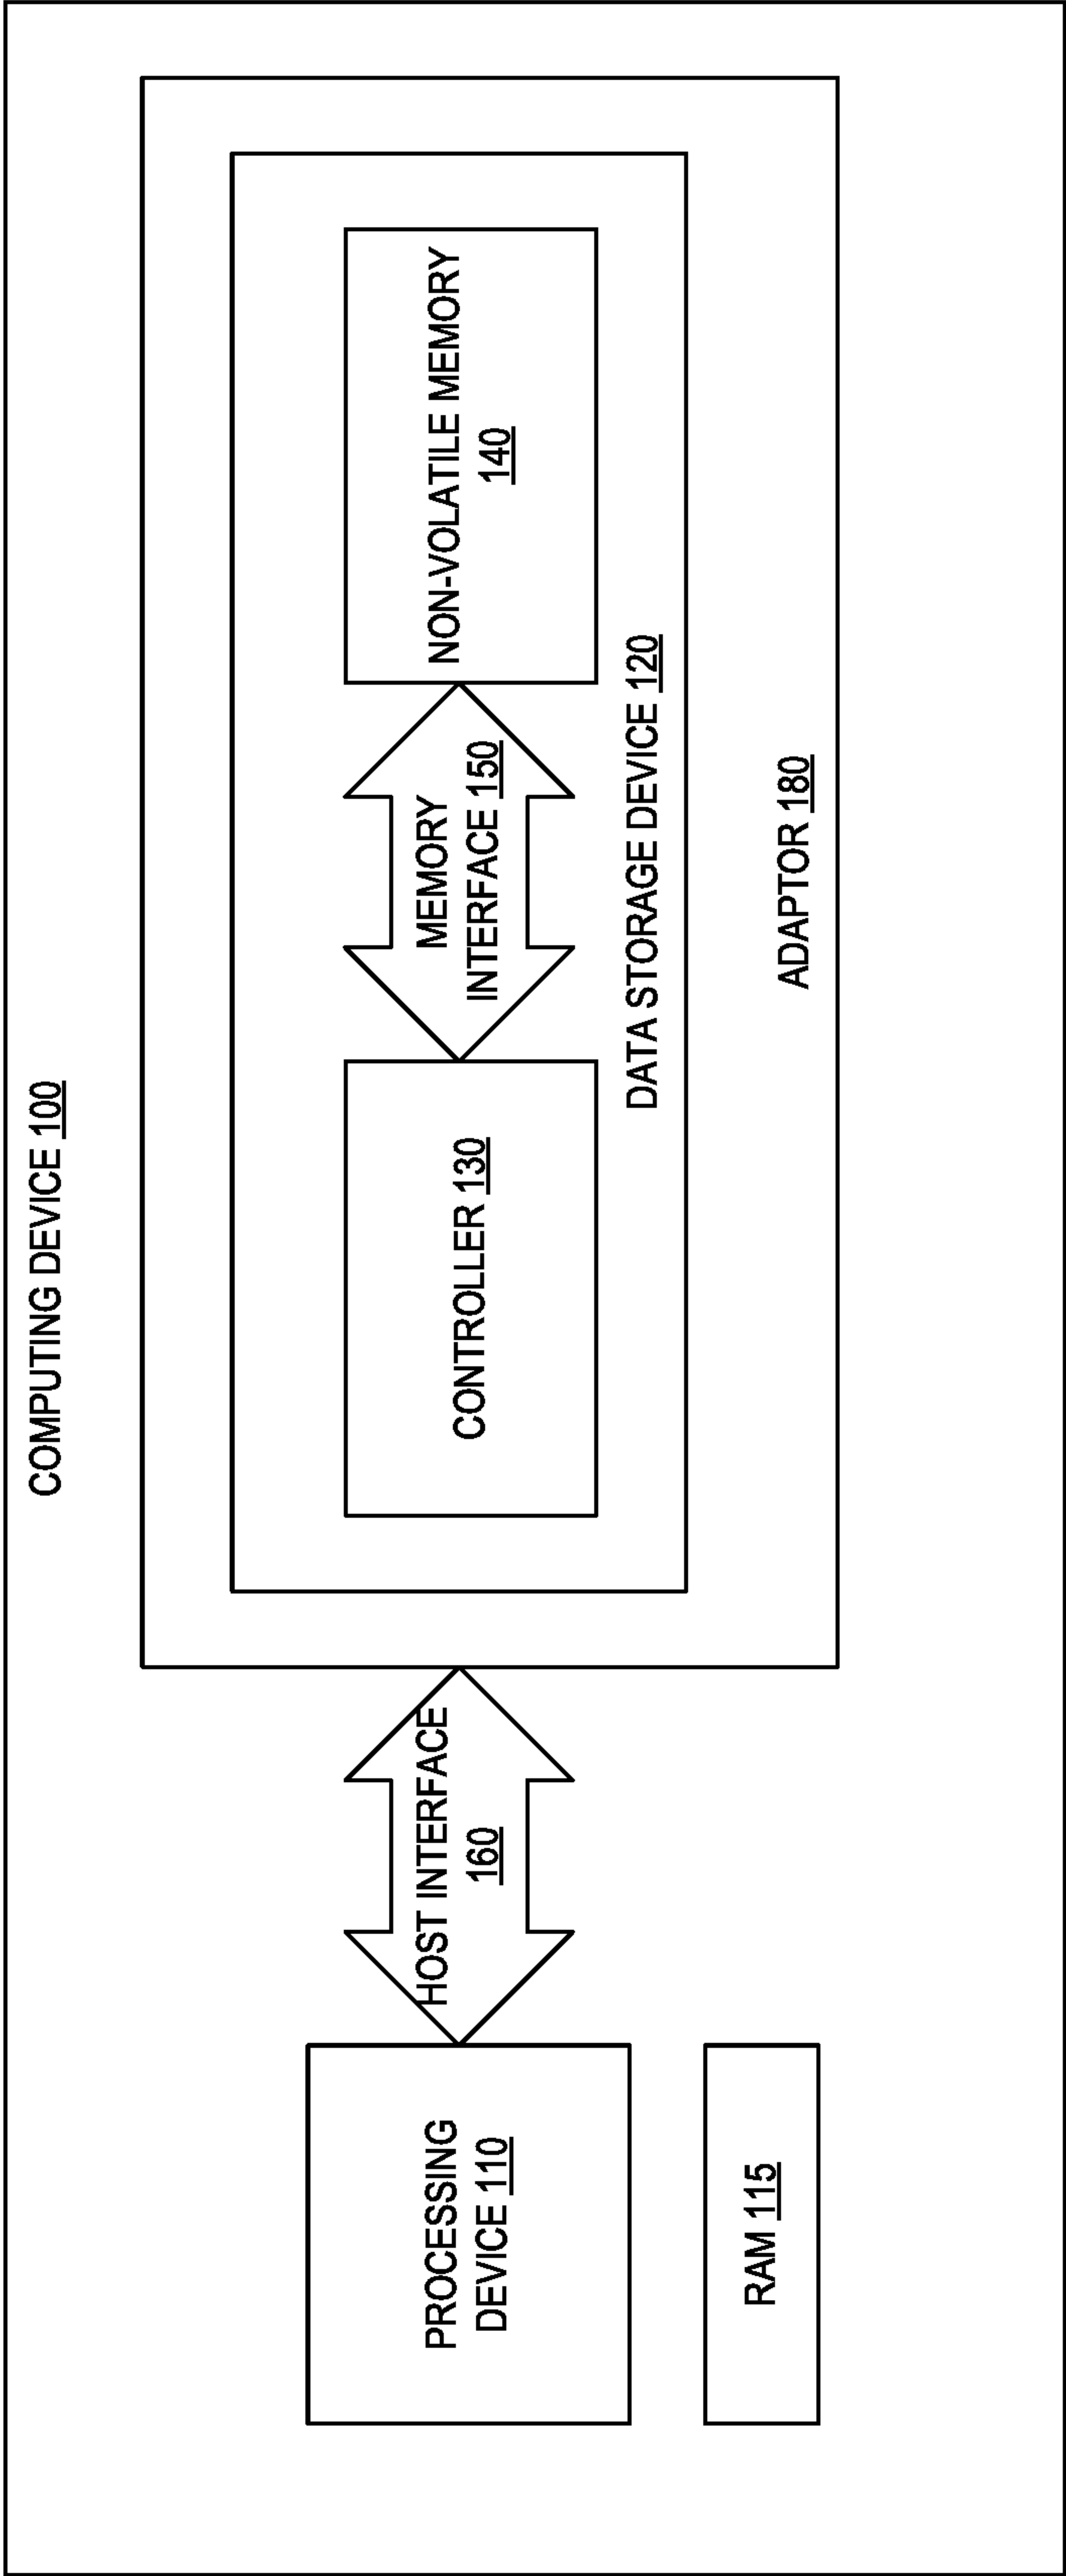 COMPUTING DEVICE 100
PROCESSING
DEVICE 110
RAM 115
HOST INTERFACE
160
CONTROLLER 130
MEMORY
INTERFACE 150
NON-VOLATILE MEMORY
140
DATA STORAGE DEVICE 120
ADAPTOR 180